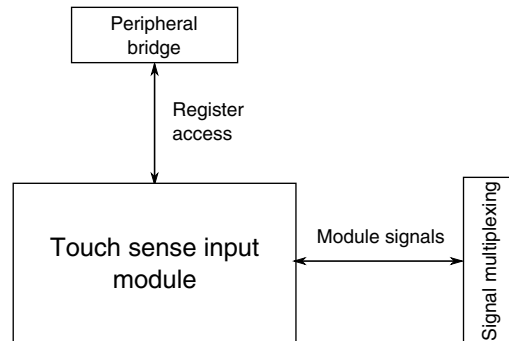 Peripheral
bridge
Register
access
Touch sense input
module
Module signals
Signal multiplexing